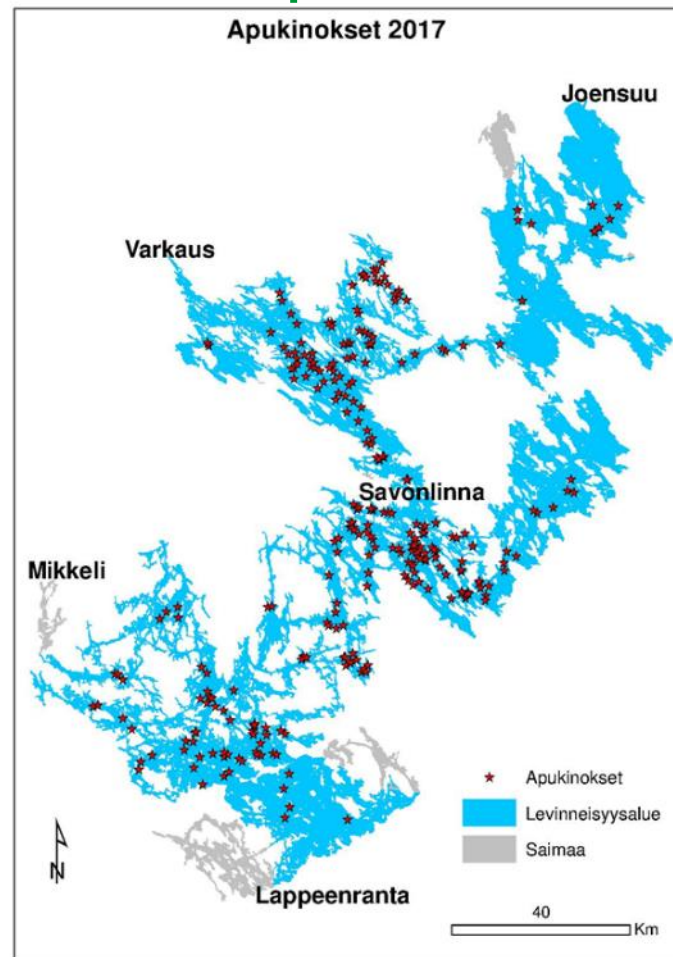 Apukinokset 2017
Joensuu
Varkaus
Savonlinna
Mikkeli
Apukinokset
Levinneisyysalue
Saimaa
N
Lappeenranta
40
Km